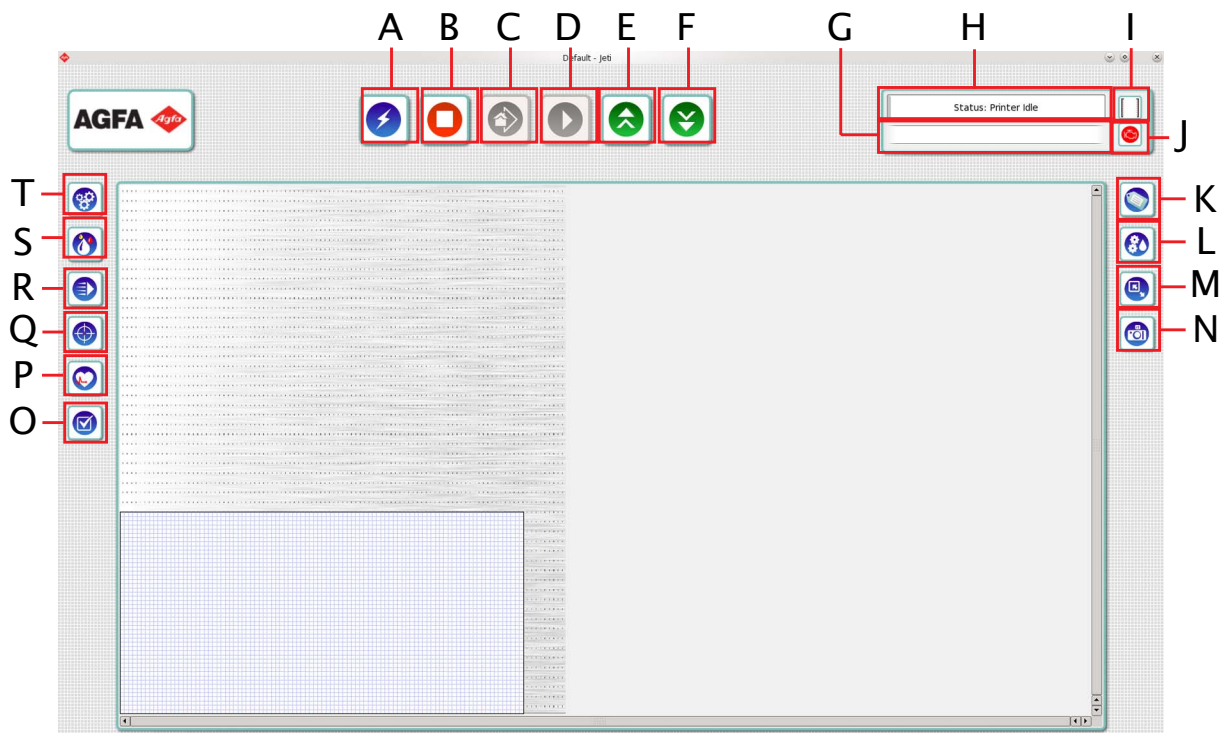 A B C D E F G H I
Default - Jeti
AGFA Agfa
Status: Printer Idle
J
T
K
S
L
R
M
Q
N
P
O